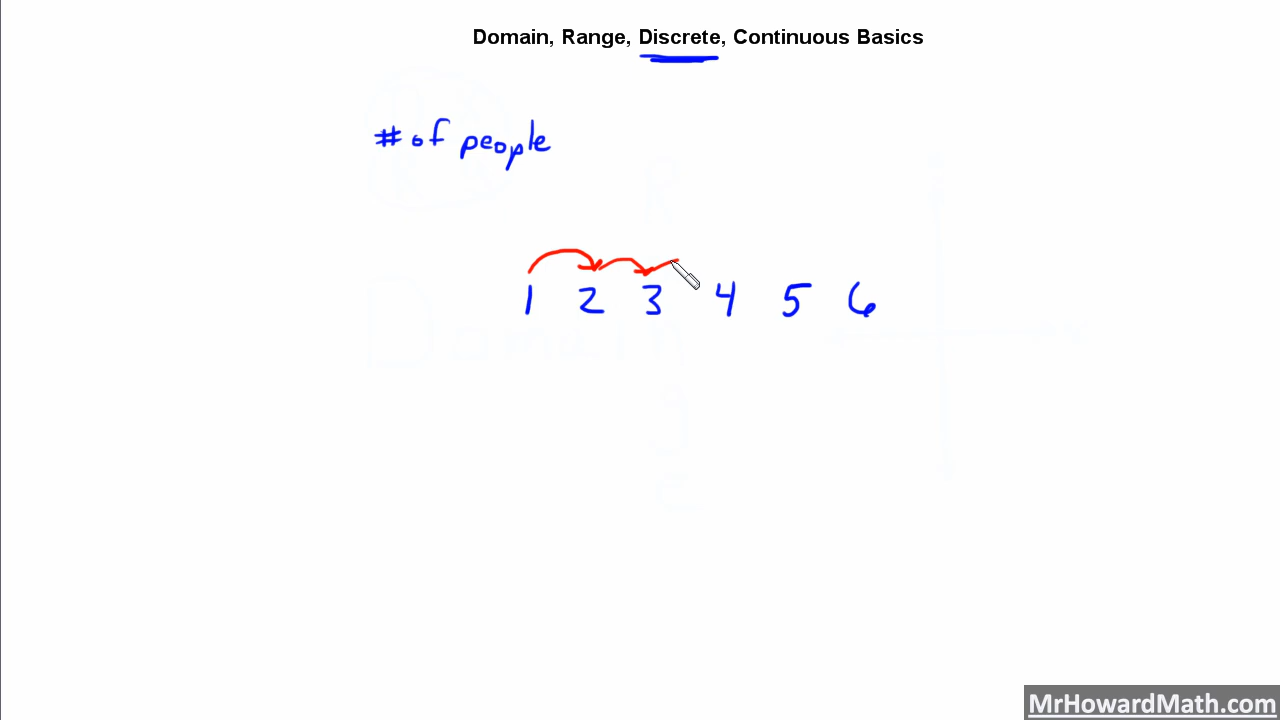 Domain, Range, Discrete, Continuous Basics
# of people
1 2 3 4 5 6
MrHowardMath.com